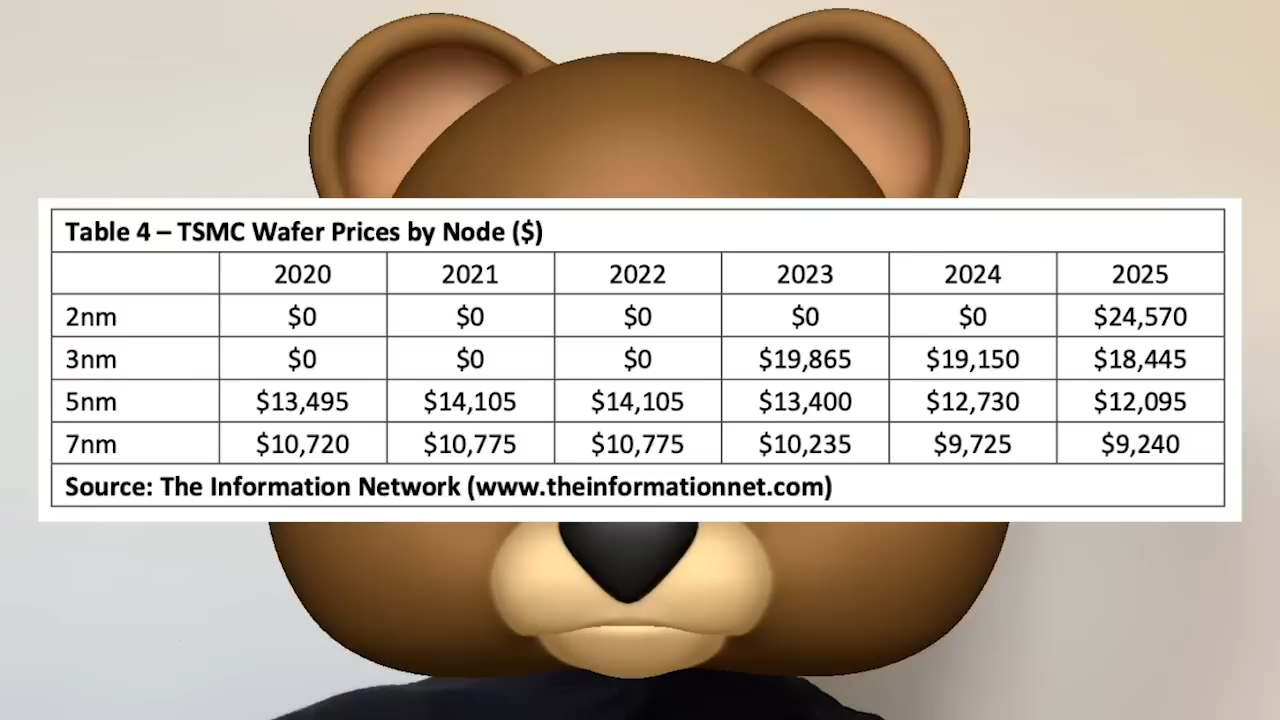 Table 4 – TSMC Wafer Prices by Node ($)
2020 2021 2022 2023 2024 2025
2nm $0 $0 $0 $0 $0 $24,570
3nm $0 $0 $0 $19,865 $19,150 $18,445
5nm $13,495 $14,105 $14,105 $13,400 $12,730 $12,095
7nm $10,720 $10,775 $10,775 $10,235 $9,725 $9,240
Source: The Information Network (www.theinformationnet.com)